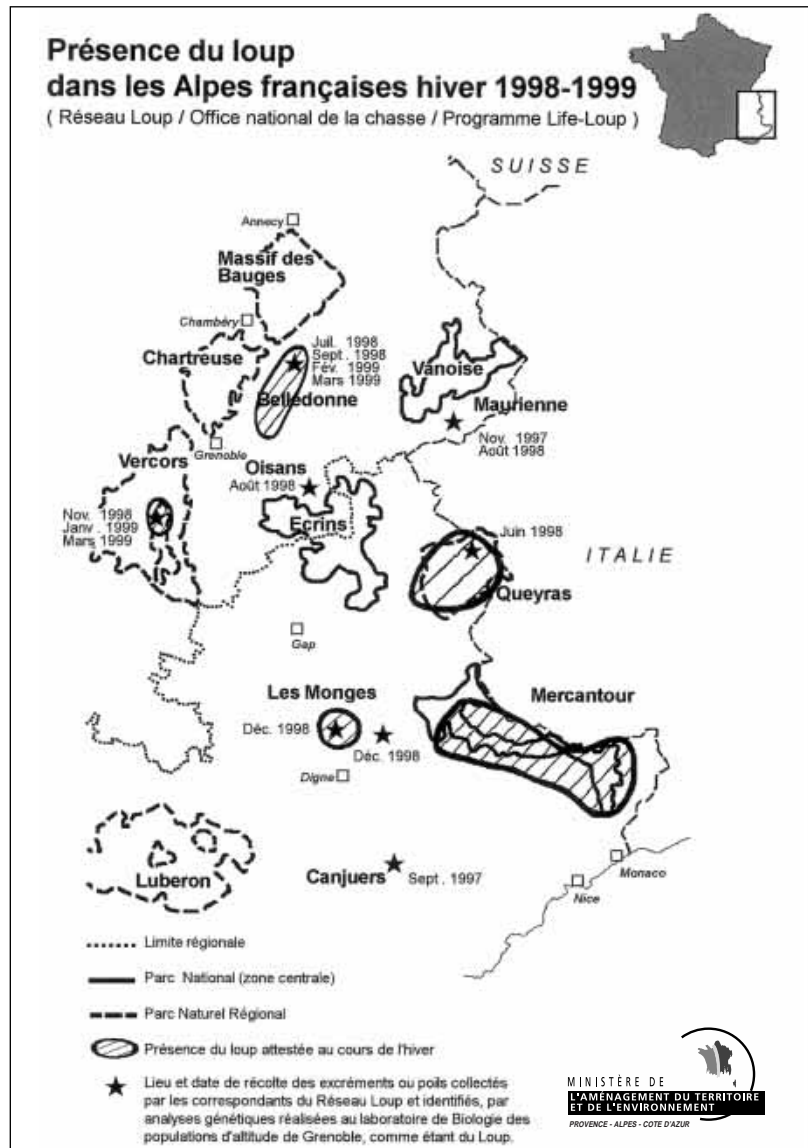 Présence du loup
dans les Alpes françaises hiver 1998-1999
( Réseau Loup / Office national de la chasse / Programme Life-Loup )
SUISSE
Annecy
Massif des
Bauges
Chambéry
Juil. 1998
Sept. 1998
Fév. 1999
Mars 1999
Chartreuse
Belledonne
Vanoise
Maurienne
Nov. 1997
Août 1998
Grenoble
Vercors
Oisans
Août 1998
Nov. 1998
Janv. 1999
Mars 1999
Ecrins
Juin 1998
ITALIE
Queyras
Gap
Les Monges
Mercantour
Déc. 1998
Déc. 1998
Digne
Luberon
Canjuers
Sept. 1997
Monaco
Nice
Limite régionale
Parc National (zone centrale)
Parc Naturel Régional
Présence du loup attestée au cours de l'hiver
Lieu et date de récolte des excréments ou poils collectés
par les correspondants du Réseau Loup et identifiés, par
analyses génétiques réalisées au laboratoire de Biologie des
populations d'altitude de Grenoble, comme étant du Loup.
MINISTÈRE DE
L'AMÉNAGEMENT DU TERRITOIRE
ET DE L'ENVIRONNEMENT
PROVENCE - ALPES - COTE D'AZUR